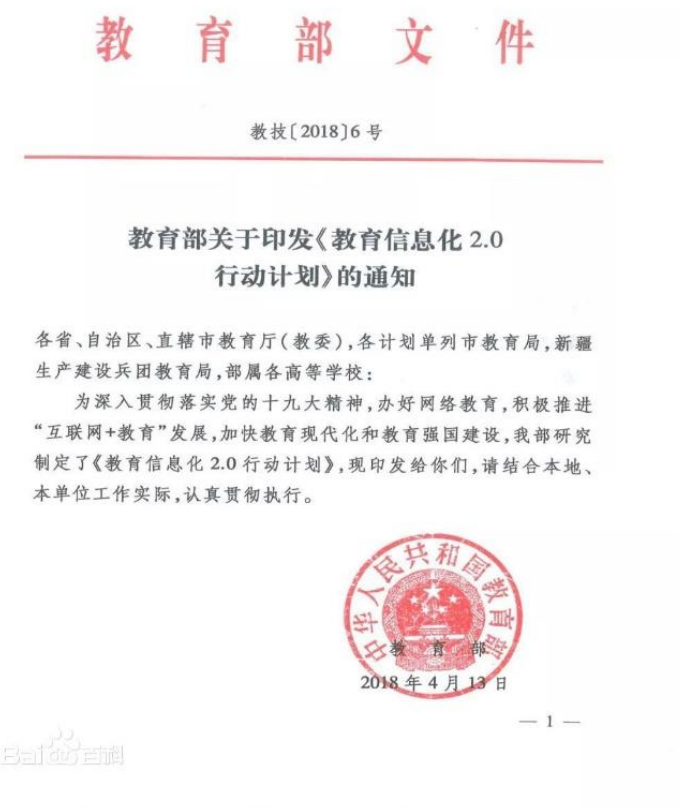 教育部文件
教技〔2018〕6号
教育部关于印发《教育信息化 2.0
行动计划》的通知
各省、自治区、直辖市教育厅(教委),各计划单列市教育局,新疆
生产建设兵团教育局,部属各高等学校:
为深入贯彻落实党的十九大精神,办好网络教育,积极推进
“互联网+教育”发展,加快教育现代化和教育强国建设,我部研究
制定了《教育信息化 2.0 行动计划》,现印发给你们,请结合本地、
本单位工作实际,认真贯彻执行。
中华人民共和国教育部
教育部
2018 年 4 月 13 日
— 1 —
Bai百科